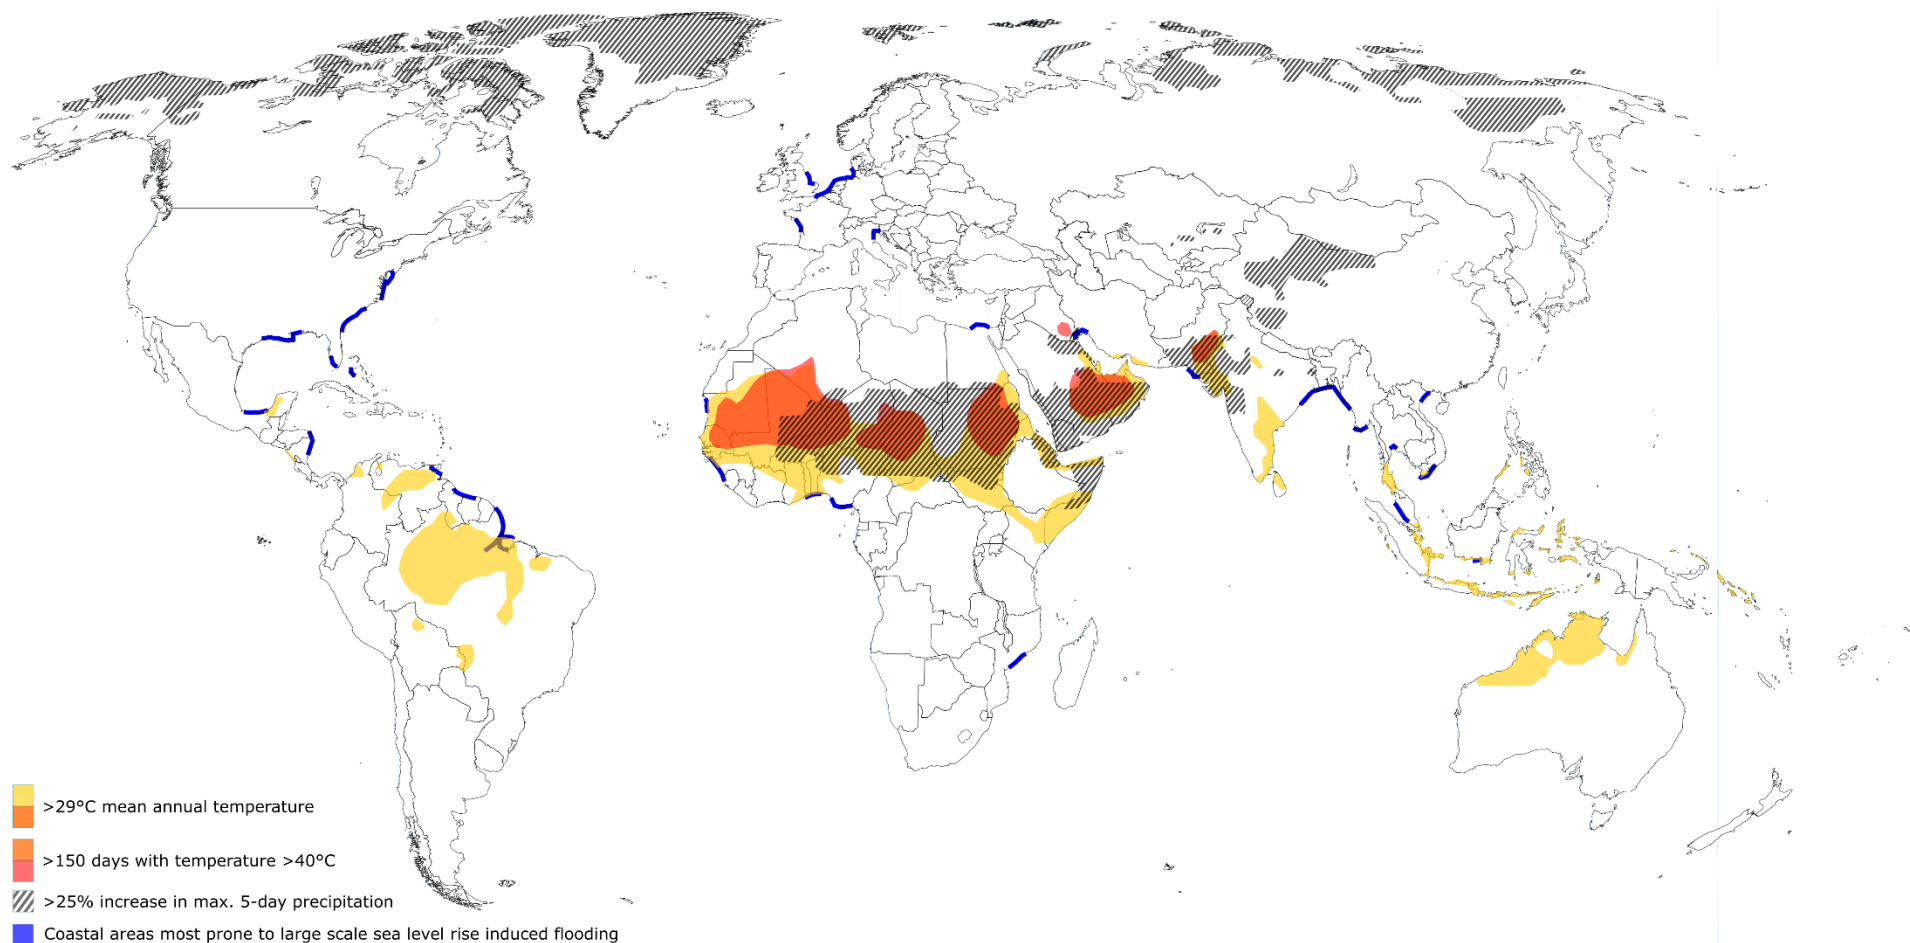 >29°C mean annual temperature
>150 days with temperature >40°C
>25% increase in max. 5-day precipitation
Coastal areas most prone to large scale sea level rise induced flooding